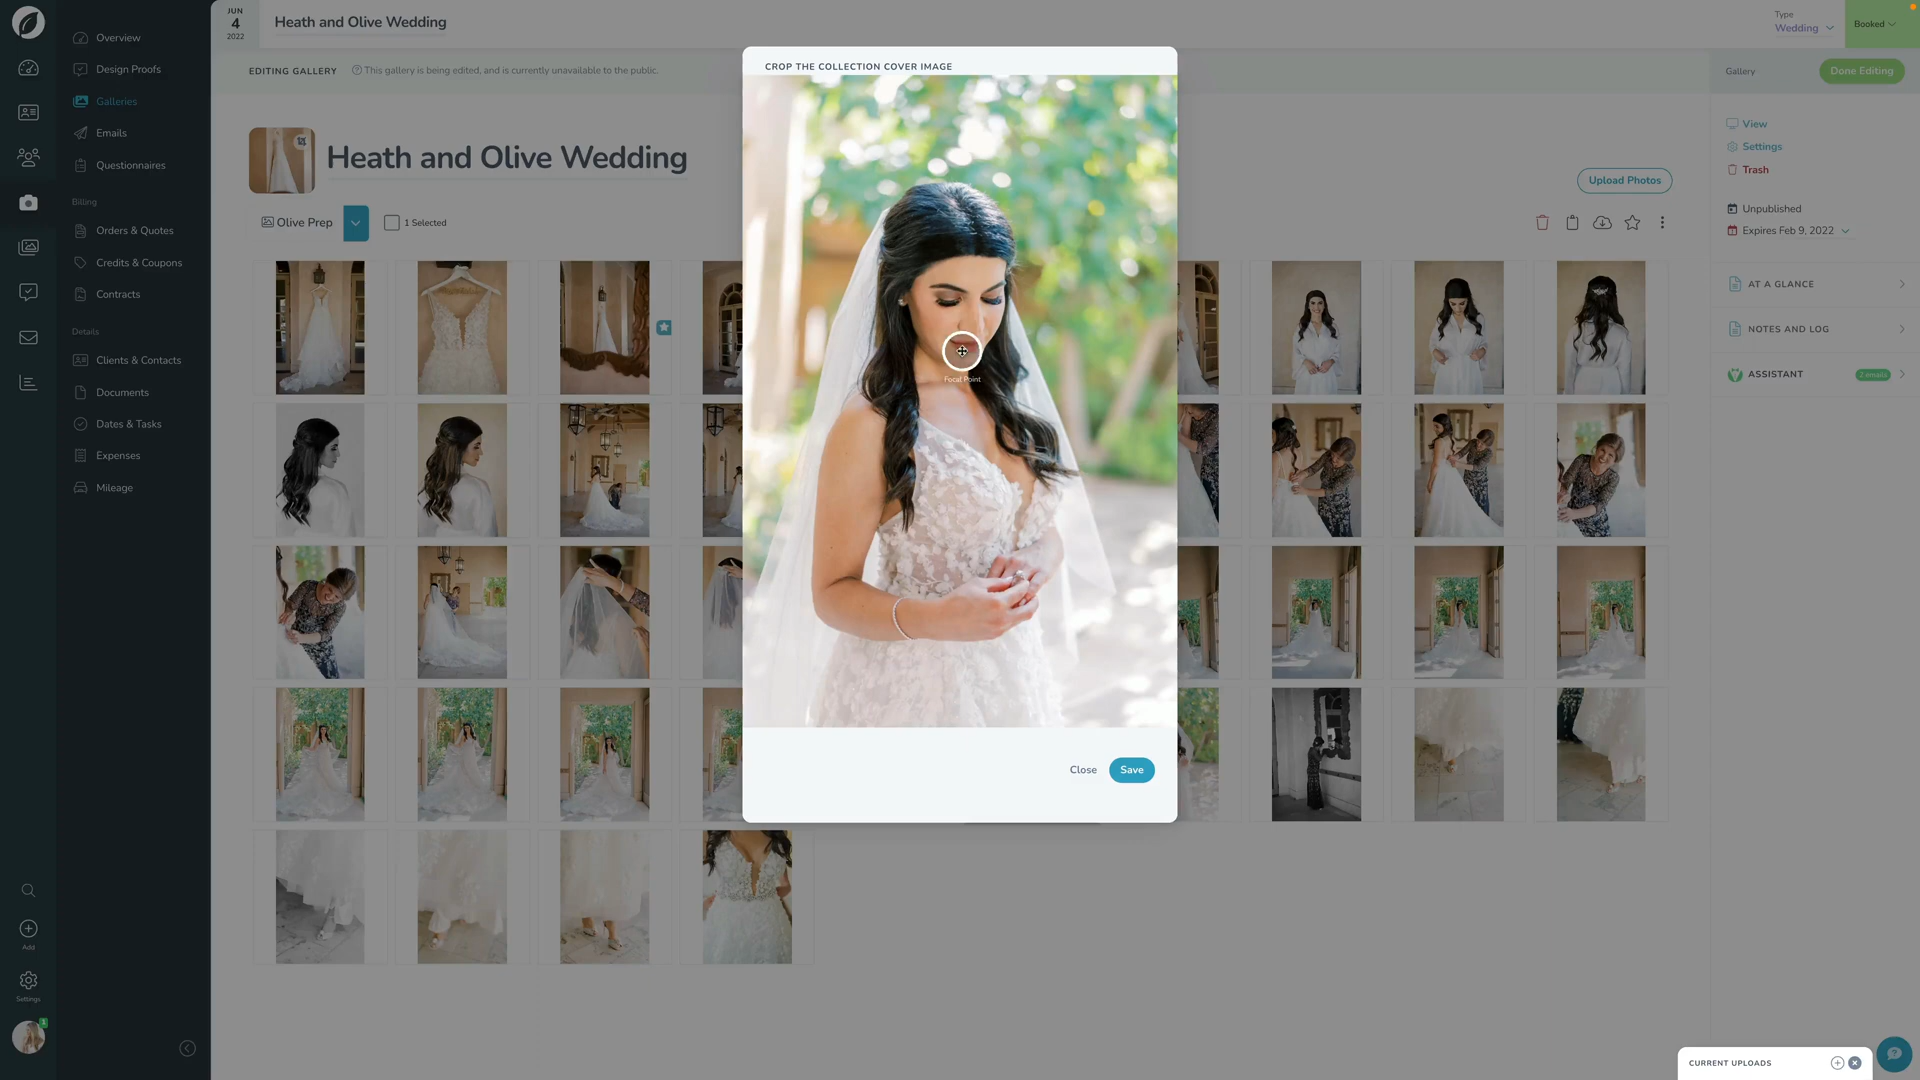 JUN
4
2022
Heath and Olive Wedding
Type
Wedding
Booked
Overview
Design Proofs
Galleries
Emails
Questionnaires
Billing
Orders & Quotes
Credits & Coupons
Contracts
Details
Clients & Contacts
Documents
Dates & Tasks
Expenses
Mileage
Add
Settings
1
EDITING GALLERY
This gallery is being edited, and is currently unavailable to the public.
Heath and Olive Wedding
Upload Photos
Olive Prep
1 Selected
CROP THE COLLECTION COVER IMAGE
Focal Point
Close
Save
Gallery
Done Editing
View
Settings
Trash
Unpublished
Expires Feb 9, 2022
AT A GLANCE
NOTES AND LOG
ASSISTANT
2 emails
CURRENT UPLOADS